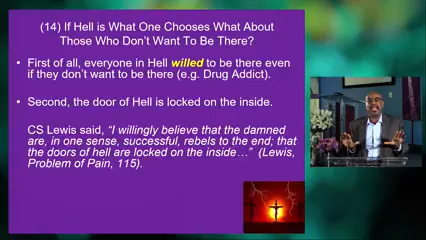 (14) If Hell is What One Chooses What About
Those Who Don't Want To Be There?
• First of all, everyone in Hell willed to be there even
if they don't want to be there (e.g. Drug Addict).
• Second, the door of Hell is locked on the inside.
CS Lewis said, "I willingly believe that the damned
are, in one sense, successful, rebels to the end; that
the doors of hell are locked on the inside…" (Lewis,
Problem of Pain, 115).